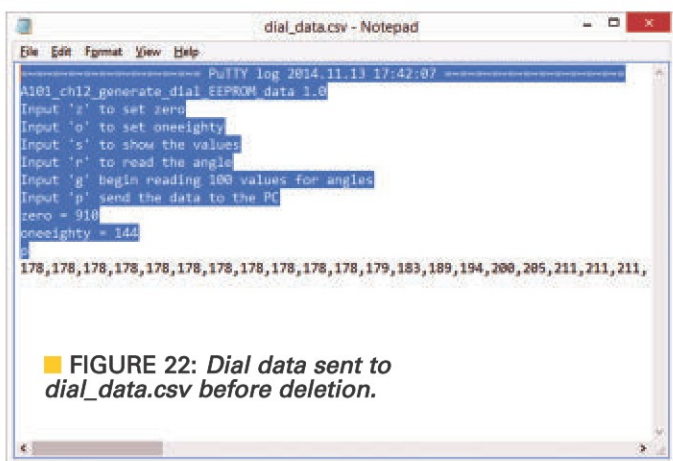 dial_data.csv - Notepad
File Edit Format View Help
=~=~=~=~=~=~=~=~=~=~=~= PuTTY log 2014.11.13 17:42:07 =~=~=~=~=~=~=~=~=~=~=~=
A101_ch12_generate_dial_EEPROM_data 1.0
Input 'z' to set zero
Input 'o' to set oneeighty
Input 's' to show the values
Input 'r' to read the angle
Input 'g' begin reading 100 values for angles
Input 'p' send the data to the PC
zero = 910
oneeighty = 144
p
178,178,178,178,178,178,178,178,178,178,178,179,183,189,194,200,205,211,211,211,
FIGURE 22: Dial data sent to
dial_data.csv before deletion.